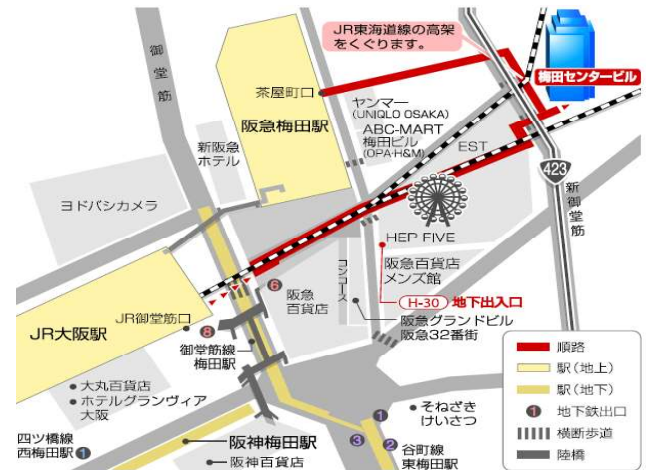 JR東海道線の高架
をくぐります。
御堂筋
茶屋町口
阪急梅田駅
ヤンマー
(UNIQLO OSAKA)
ABC-MART
梅田ビル
(OPA・H&M)
梅田センタービル
EST
423
新御堂筋
新阪急
ホテル
ヨドバシカメラ
HEP FIVE
阪急百貨店
メンズ館
コンコース
H-30 地下出入口
阪急グランドビル
阪急32番街
6
阪急
百貨店
JR大阪駅
JR御堂筋口
8
御堂筋線
梅田駅
大丸百貨店
ホテルグランヴィア
大阪
四ツ橋線
西梅田駅
1
阪神梅田駅
阪神百貨店
1
そねざき
けいさつ
3
2
谷町線
東梅田駅
順路
駅(地上)
駅(地下)
1 地下鉄出口
横断歩道
陸橋